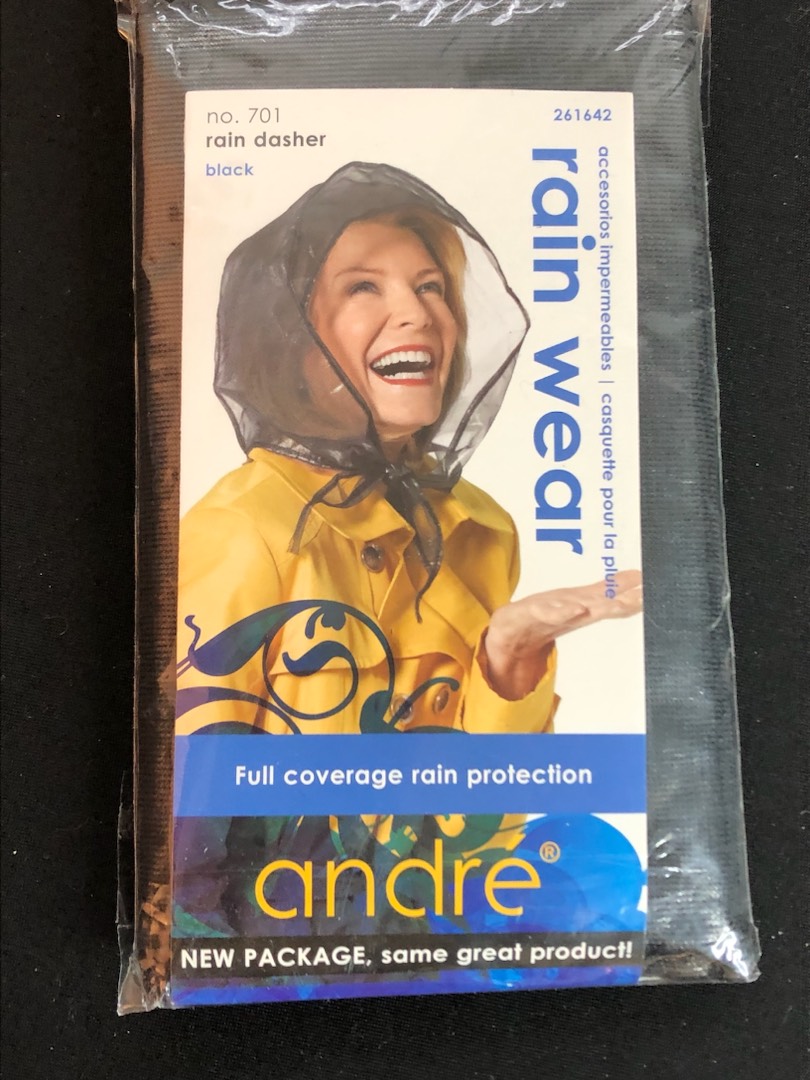 no. 701
rain dasher
black
261642
rain wear
accesorios impermeables | casquette pour la pluie
Full coverage rain protection
andré®
NEW PACKAGE, same great product!